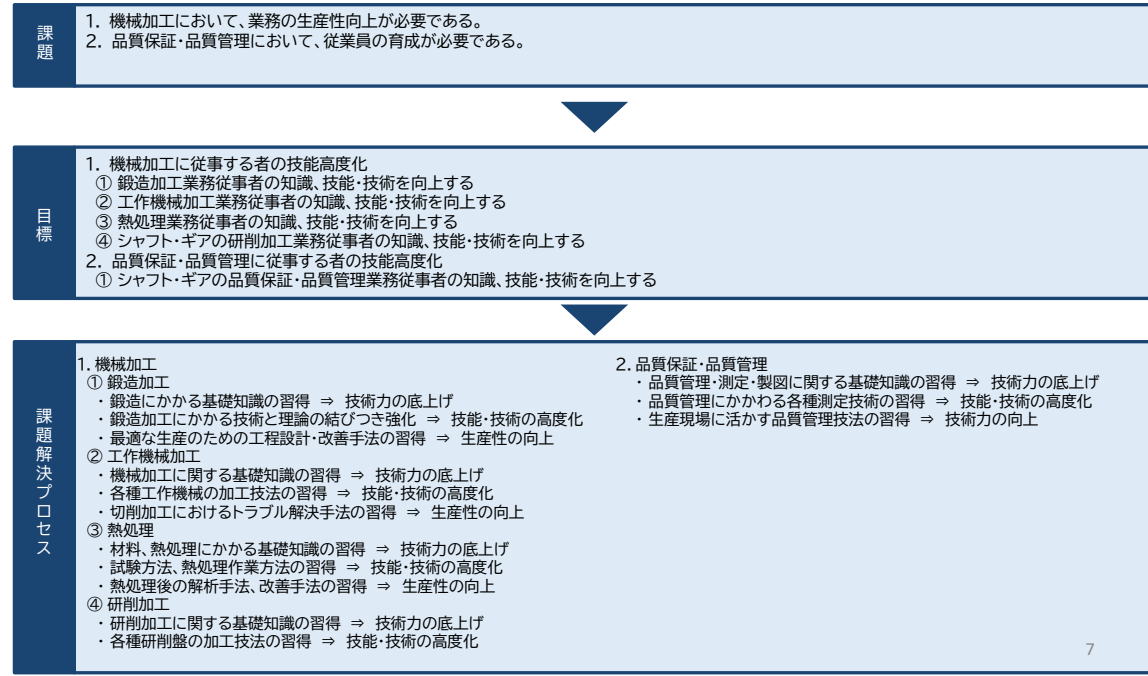 課題
1. 機械加工において、業務の生産性向上が必要である。
2. 品質保証・品質管理において、従業員の育成が必要である。
目標
1. 機械加工に従事する者の技能高度化
① 鍛造加工業務従事者の知識、技能・技術を向上する
② 工作機械加工業務従事者の知識、技能・技術を向上する
③ 熱処理業務従事者の知識、技能・技術を向上する
④ シャフト・ギアの研削加工業務従事者の知識、技能・技術を向上する
2. 品質保証・品質管理に従事する者の技能高度化
① シャフト・ギアの品質保証・品質管理業務従事者の知識、技能・技術を向上する
課題解決プロセス
1. 機械加工
① 鍛造加工
・ 鍛造にかかる基礎知識の習得 ⇒ 技術力の底上げ
・ 鍛造加工にかかる技術と理論の結びつき強化 ⇒ 技能・技術の高度化
・ 最適な生産のための工程設計・改善手法の習得 ⇒ 生産性の向上
② 工作機械加工
・ 機械加工に関する基礎知識の習得 ⇒ 技術力の底上げ
・ 各種工作機械の加工技法の習得 ⇒ 技能・技術の高度化
・ 切削加工におけるトラブル解決手法の習得 ⇒ 生産性の向上
③ 熱処理
・ 材料、熱処理にかかる基礎知識の習得 ⇒ 技術力の底上げ
・ 試験方法、熱処理作業方法の習得 ⇒ 技能・技術の高度化
・ 熱処理後の解析手法、改善手法の習得 ⇒ 生産性の向上
④ 研削加工
・ 研削加工に関する基礎知識の習得 ⇒ 技術力の底上げ
・ 各種研削盤の加工技法の習得 ⇒ 技能・技術の高度化
2. 品質保証・品質管理
・ 品質管理・測定・製図に関する基礎知識の習得 ⇒ 技術力の底上げ
・ 品質管理にかかわる各種測定技術の習得 ⇒ 技能・技術の高度化
・ 生産現場に活かす品質管理技法の習得 ⇒ 技術力の向上
7